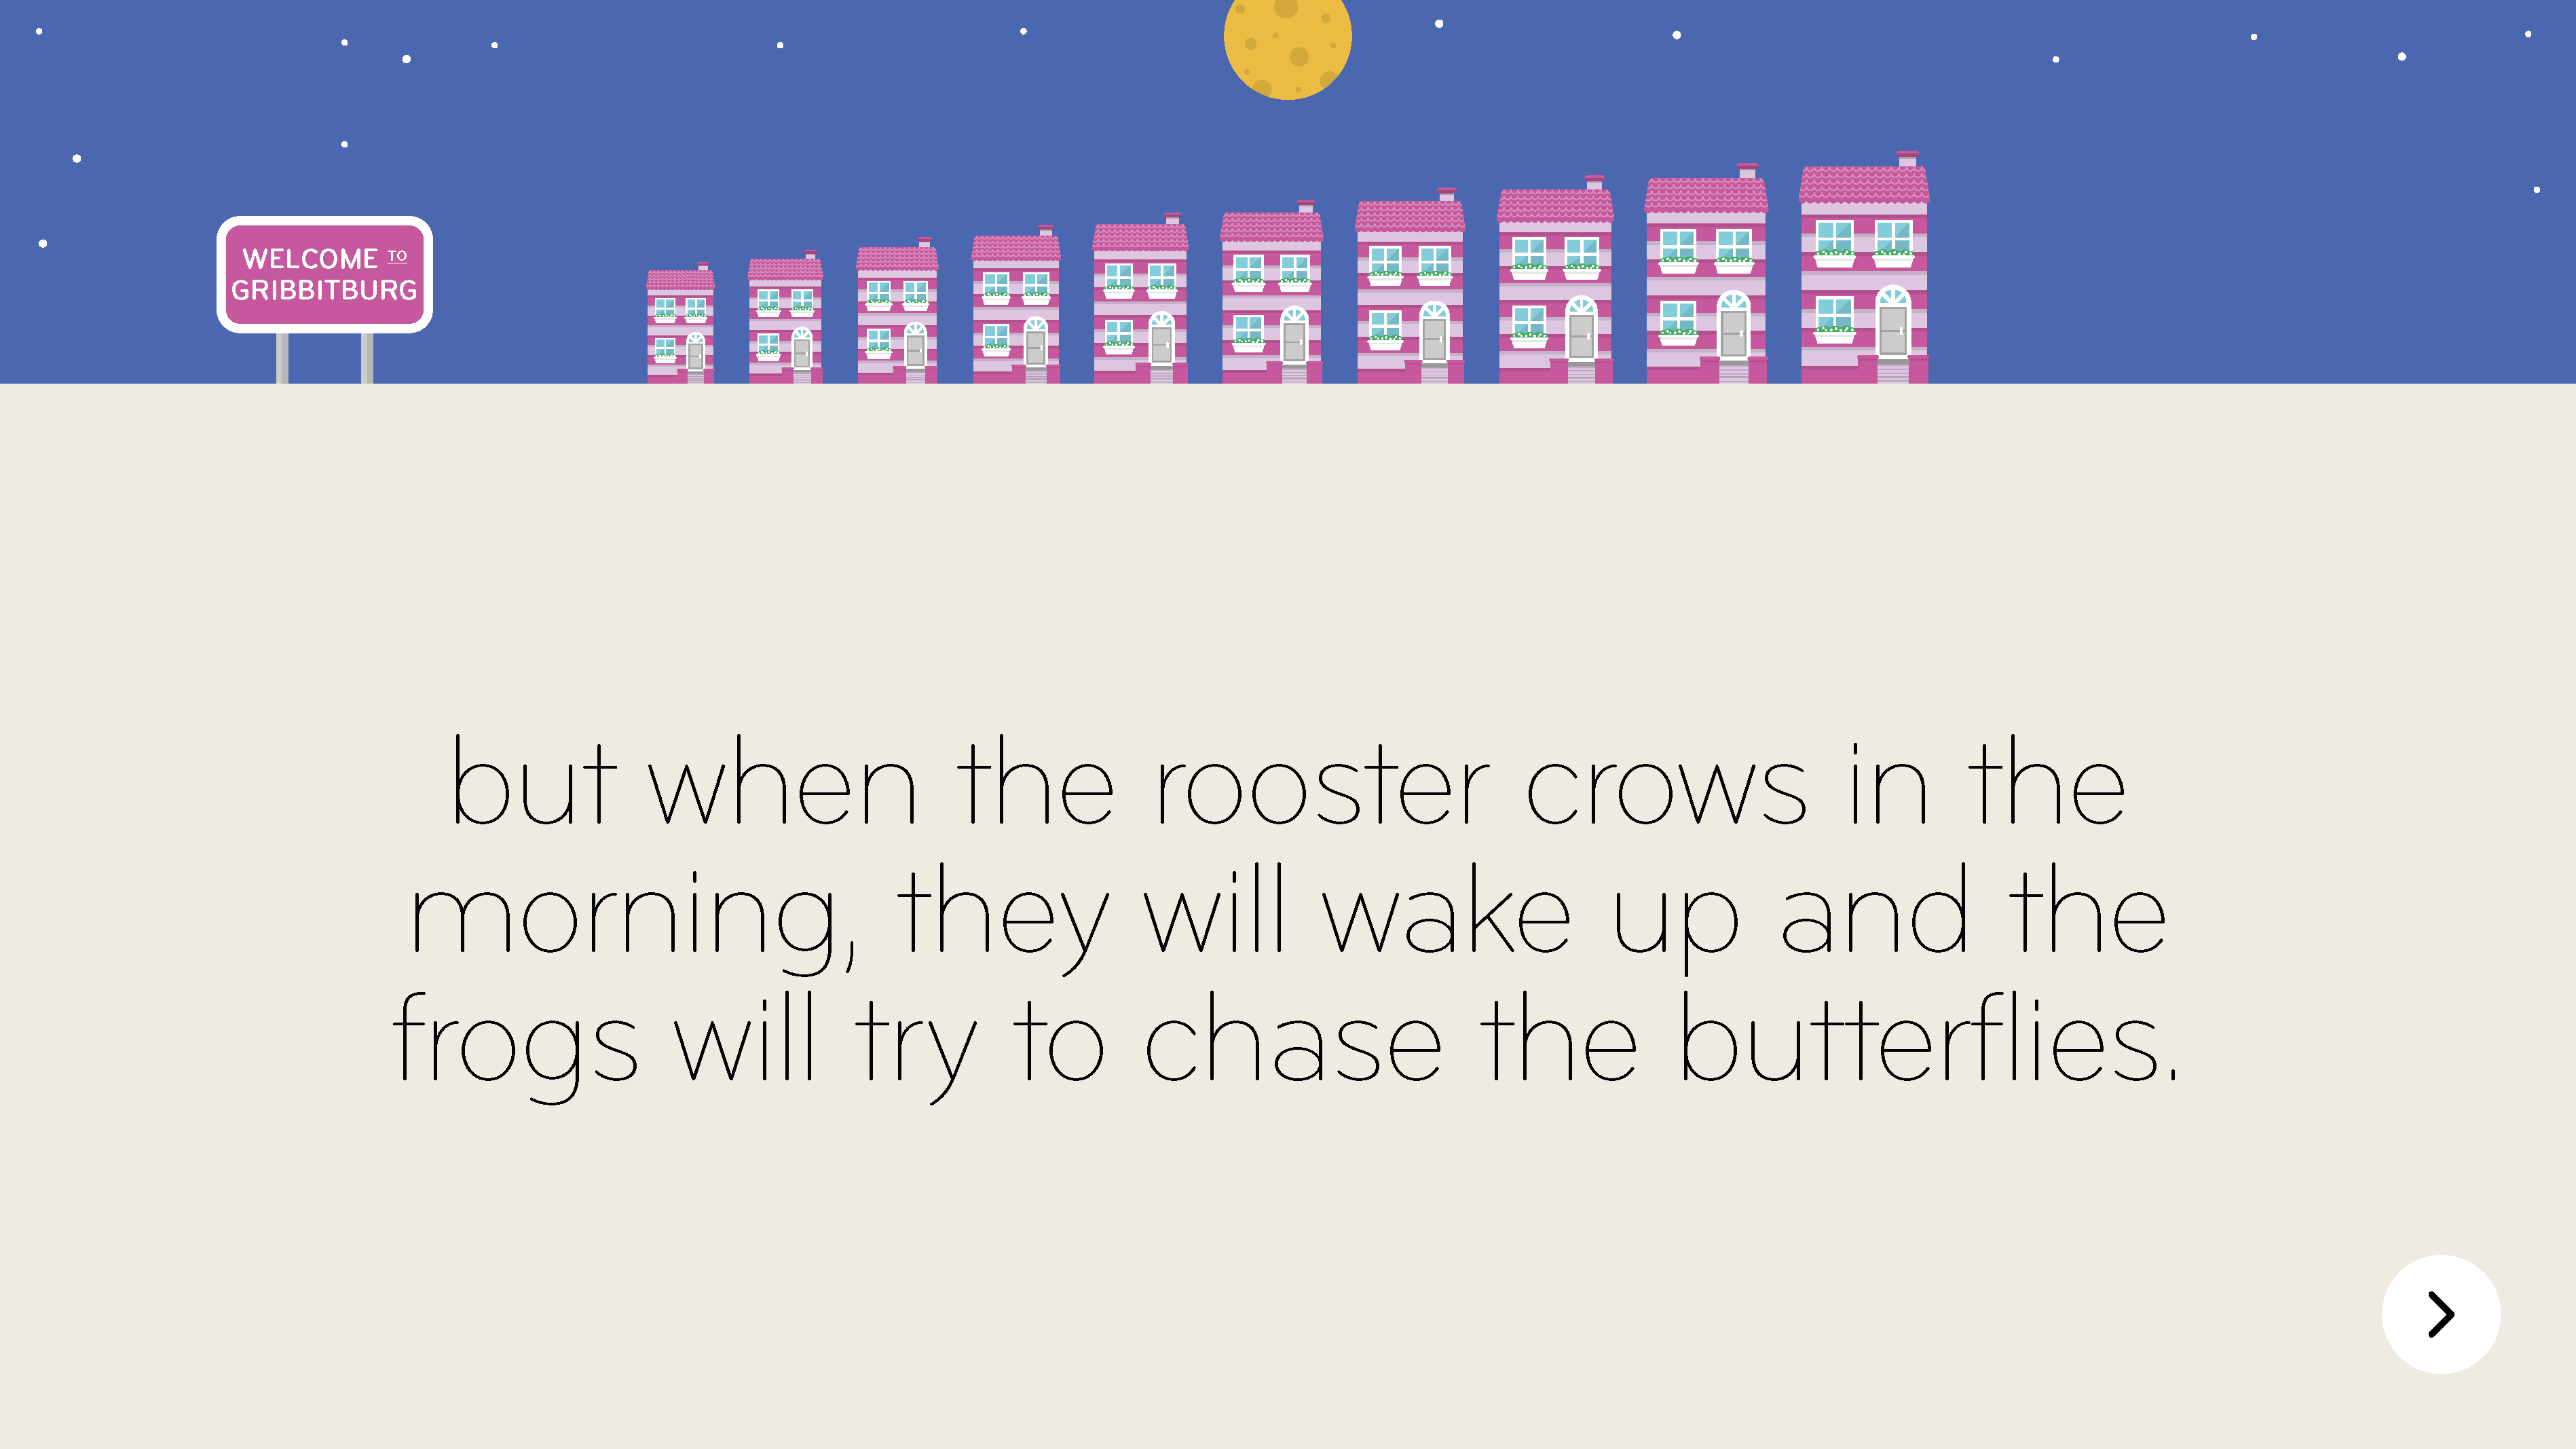 WELCOME TO
GRIBBITBURG
but when the rooster crows in the
morning, they will wake up and the
frogs will try to chase the butterflies.